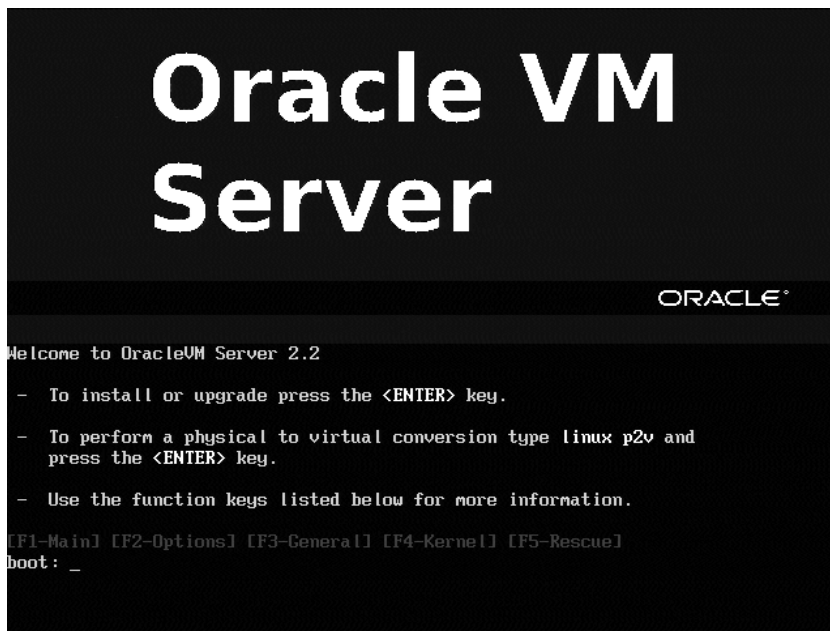 Oracle VM
Server
ORACLE®
Welcome to OracleVM Server 2.2
- To install or upgrade press the <ENTER> key.
- To perform a physical to virtual conversion type linux p2v and
press the <ENTER> key.
- Use the function keys listed below for more information.
[F1-Main] [F2-Options] [F3-General] [F4-Kernel] [F5-Rescue]
boot: _